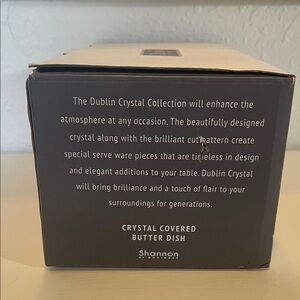 The Dublin Crystal Collection will enhance the
atmosphere at any occasion. The beautifully designed
crystal along with the brilliant cut pattern create
special serve ware pieces that are timeless in design
and elegant additions to your table. Dublin Crystal
will bring brilliance and a touch of flair to your
surroundings for generations.
CRYSTAL COVERED
BUTTER DISH
Shannon